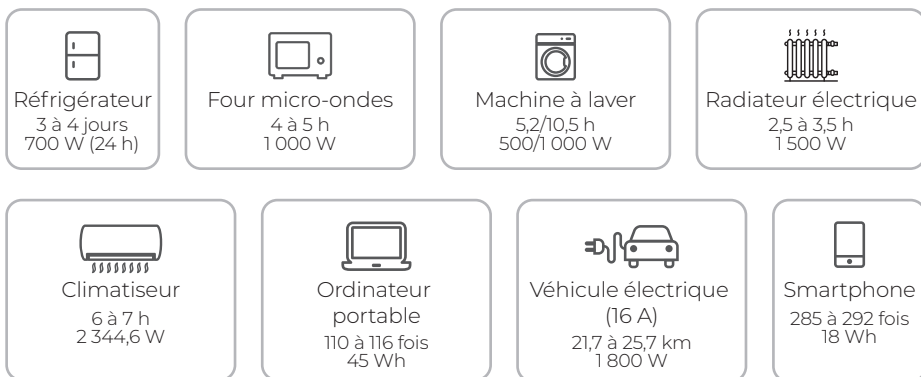 Réfrigérateur
3 à 4 jours
700 W (24 h)
Four micro-ondes
4 à 5 h
1 000 W
Machine à laver
5,2/10,5 h
500/1 000 W
Radiateur électrique
2,5 à 3,5 h
1 500 W
Climatiseur
6 à 7 h
2 344,6 W
Ordinateur
portable
110 à 116 fois
45 Wh
Véhicule électrique
(16 A)
21,7 à 25,7 km
1 800 W
Smartphone
285 à 292 fois
18 Wh